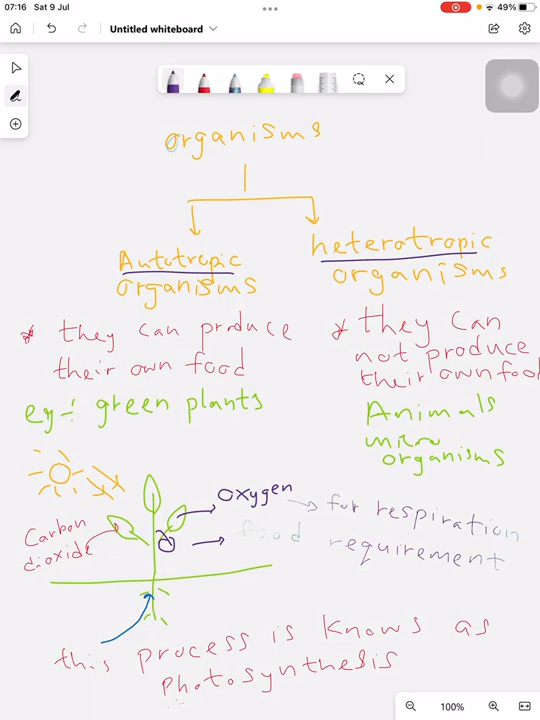 07:16 Sat 9 Jul
49%
Untitled whiteboard
organisms
Autotropic
organisms
heterotropic
organisms
* they can produce
their own food
eg :- green plants
* they can
not produce
their own food
Animals
micro
organisms
oxygen
for respiration
requirement
food
Carbon
dioxide
this process is knows as
photosynthesis
100%